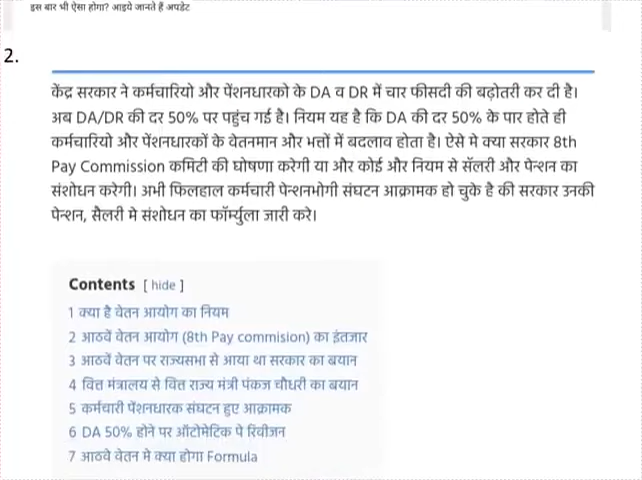 इस बार भी ऐसा होगा? आइये जानते हैं अपडेट
2.
केंद्र सरकार ने कर्मचारियो और पेंशनधारको के DA व DR में चार फीसदी की बढ़ोतरी कर दी है।
अब DA/DR की दर 50% पर पहुंच गई है। नियम यह है कि DA की दर 50% के पार होते ही
कर्मचारियो और पेंशनधारकों के वेतनमान और भत्तों में बदलाव होता है। ऐसे मे क्या सरकार 8th
Pay Commission कमिटी की घोषणा करेगी या और कोई और नियम से सॅलरी और पेन्शन का
संशोधन करेगी। अभी फिलहाल कर्मचारी पेन्शनभोगी संघटन आक्रामक हो चुके है की सरकार उनकी
पेन्शन, सैलरी मे संशोधन का फॉर्म्युला जारी करे।
Contents [ hide ]
1 क्या है वेतन आयोग का नियम
2 आठवें वेतन आयोग (8th Pay commision) का इंतजार
3 आठवें वेतन पर राज्यसभा से आया था सरकार का बयान
4 वित्त मंत्रालय से वित्त राज्य मंत्री पंकज चौधरी का बयान
5 कर्मचारी पेंशनधारक संघटन हुए आक्रामक
6 DA 50% होने पर ऑटोमेटिक पे रिवीजन
7 आठवे वेतन मे क्या होगा Formula